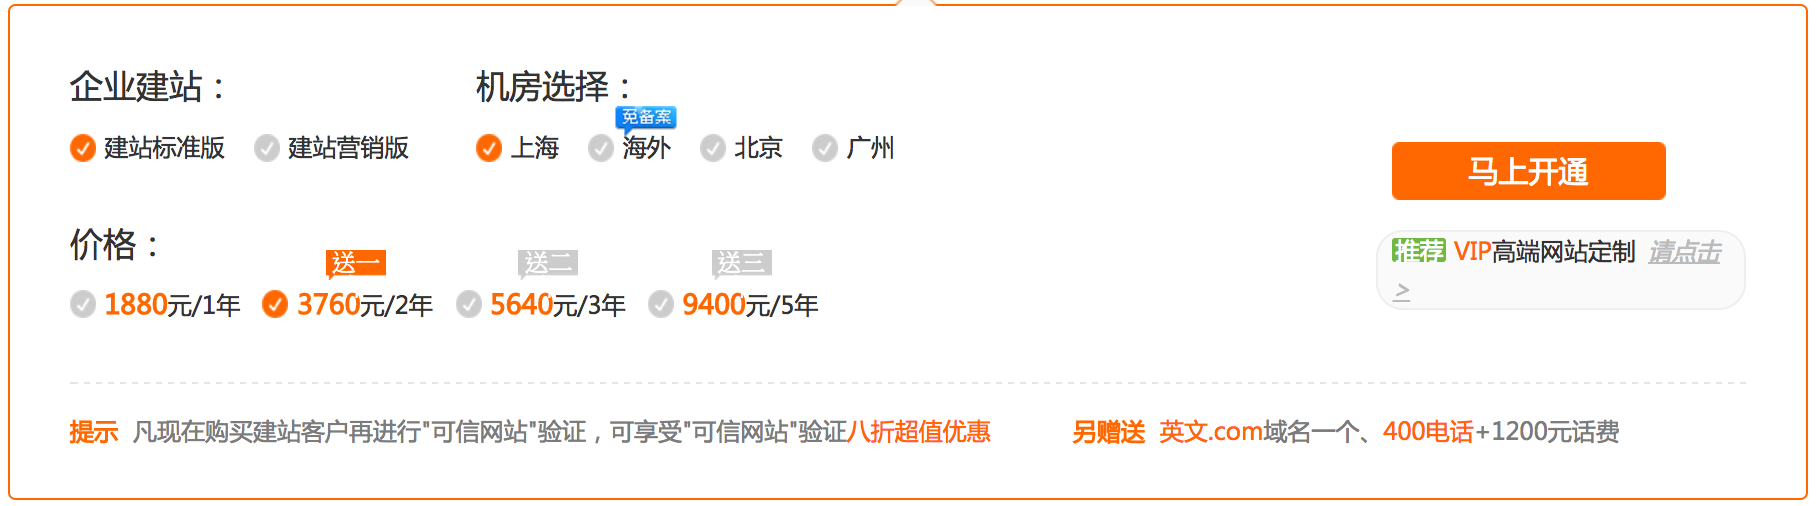 企业建站： 机房选择：
免备案
建站标准版 建站营销版 上海 海外 北京 广州
马上开通
价格：
送一 送二 送三
推荐 VIP高端网站定制 请点击
>
1880元/1年 3760元/2年 5640元/3年 9400元/5年
提示 凡现在购买建站客户再进行"可信网站"验证，可享受"可信网站"验证八折超值优惠 另赠送 英文.com域名一个、400电话+1200元话费